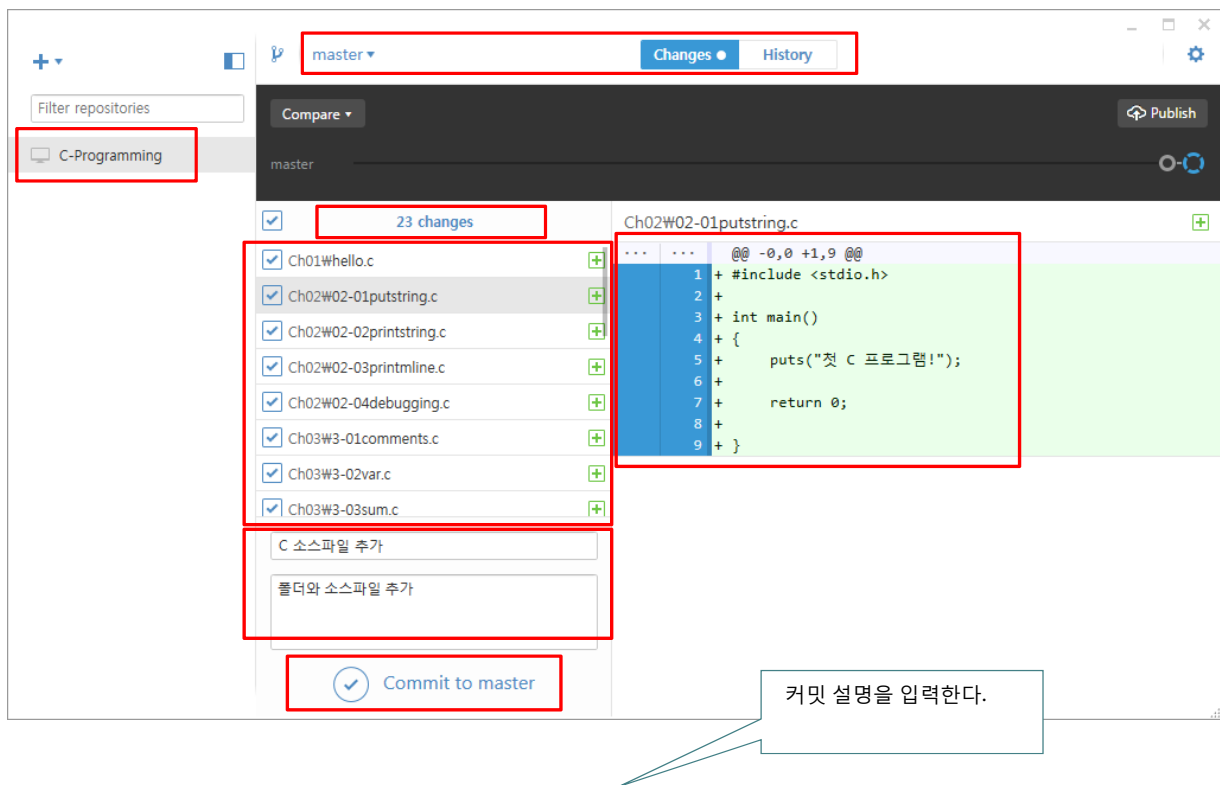 master
Changes
History
Filter repositories
C-Programming
Compare
Publish
master
23 changes
Ch01₩hello.c
Ch02₩02-01putstring.c
Ch02₩02-02printstring.c
Ch02₩02-03printmline.c
Ch02₩02-04debugging.c
Ch03₩3-01comments.c
Ch03₩3-02var.c
Ch03₩3-03sum.c
C 소스파일 추가
폴더와 소스파일 추가
Commit to master
Ch02₩02-01putstring.c
... ... @@ -0,0 +1,9 @@
1 + #include <stdio.h>
2 +
3 + int main()
4 + {
5 + puts("첫 C 프로그램!");
6 +
7 + return 0;
8 +
9 + }
커밋 설명을 입력한다.